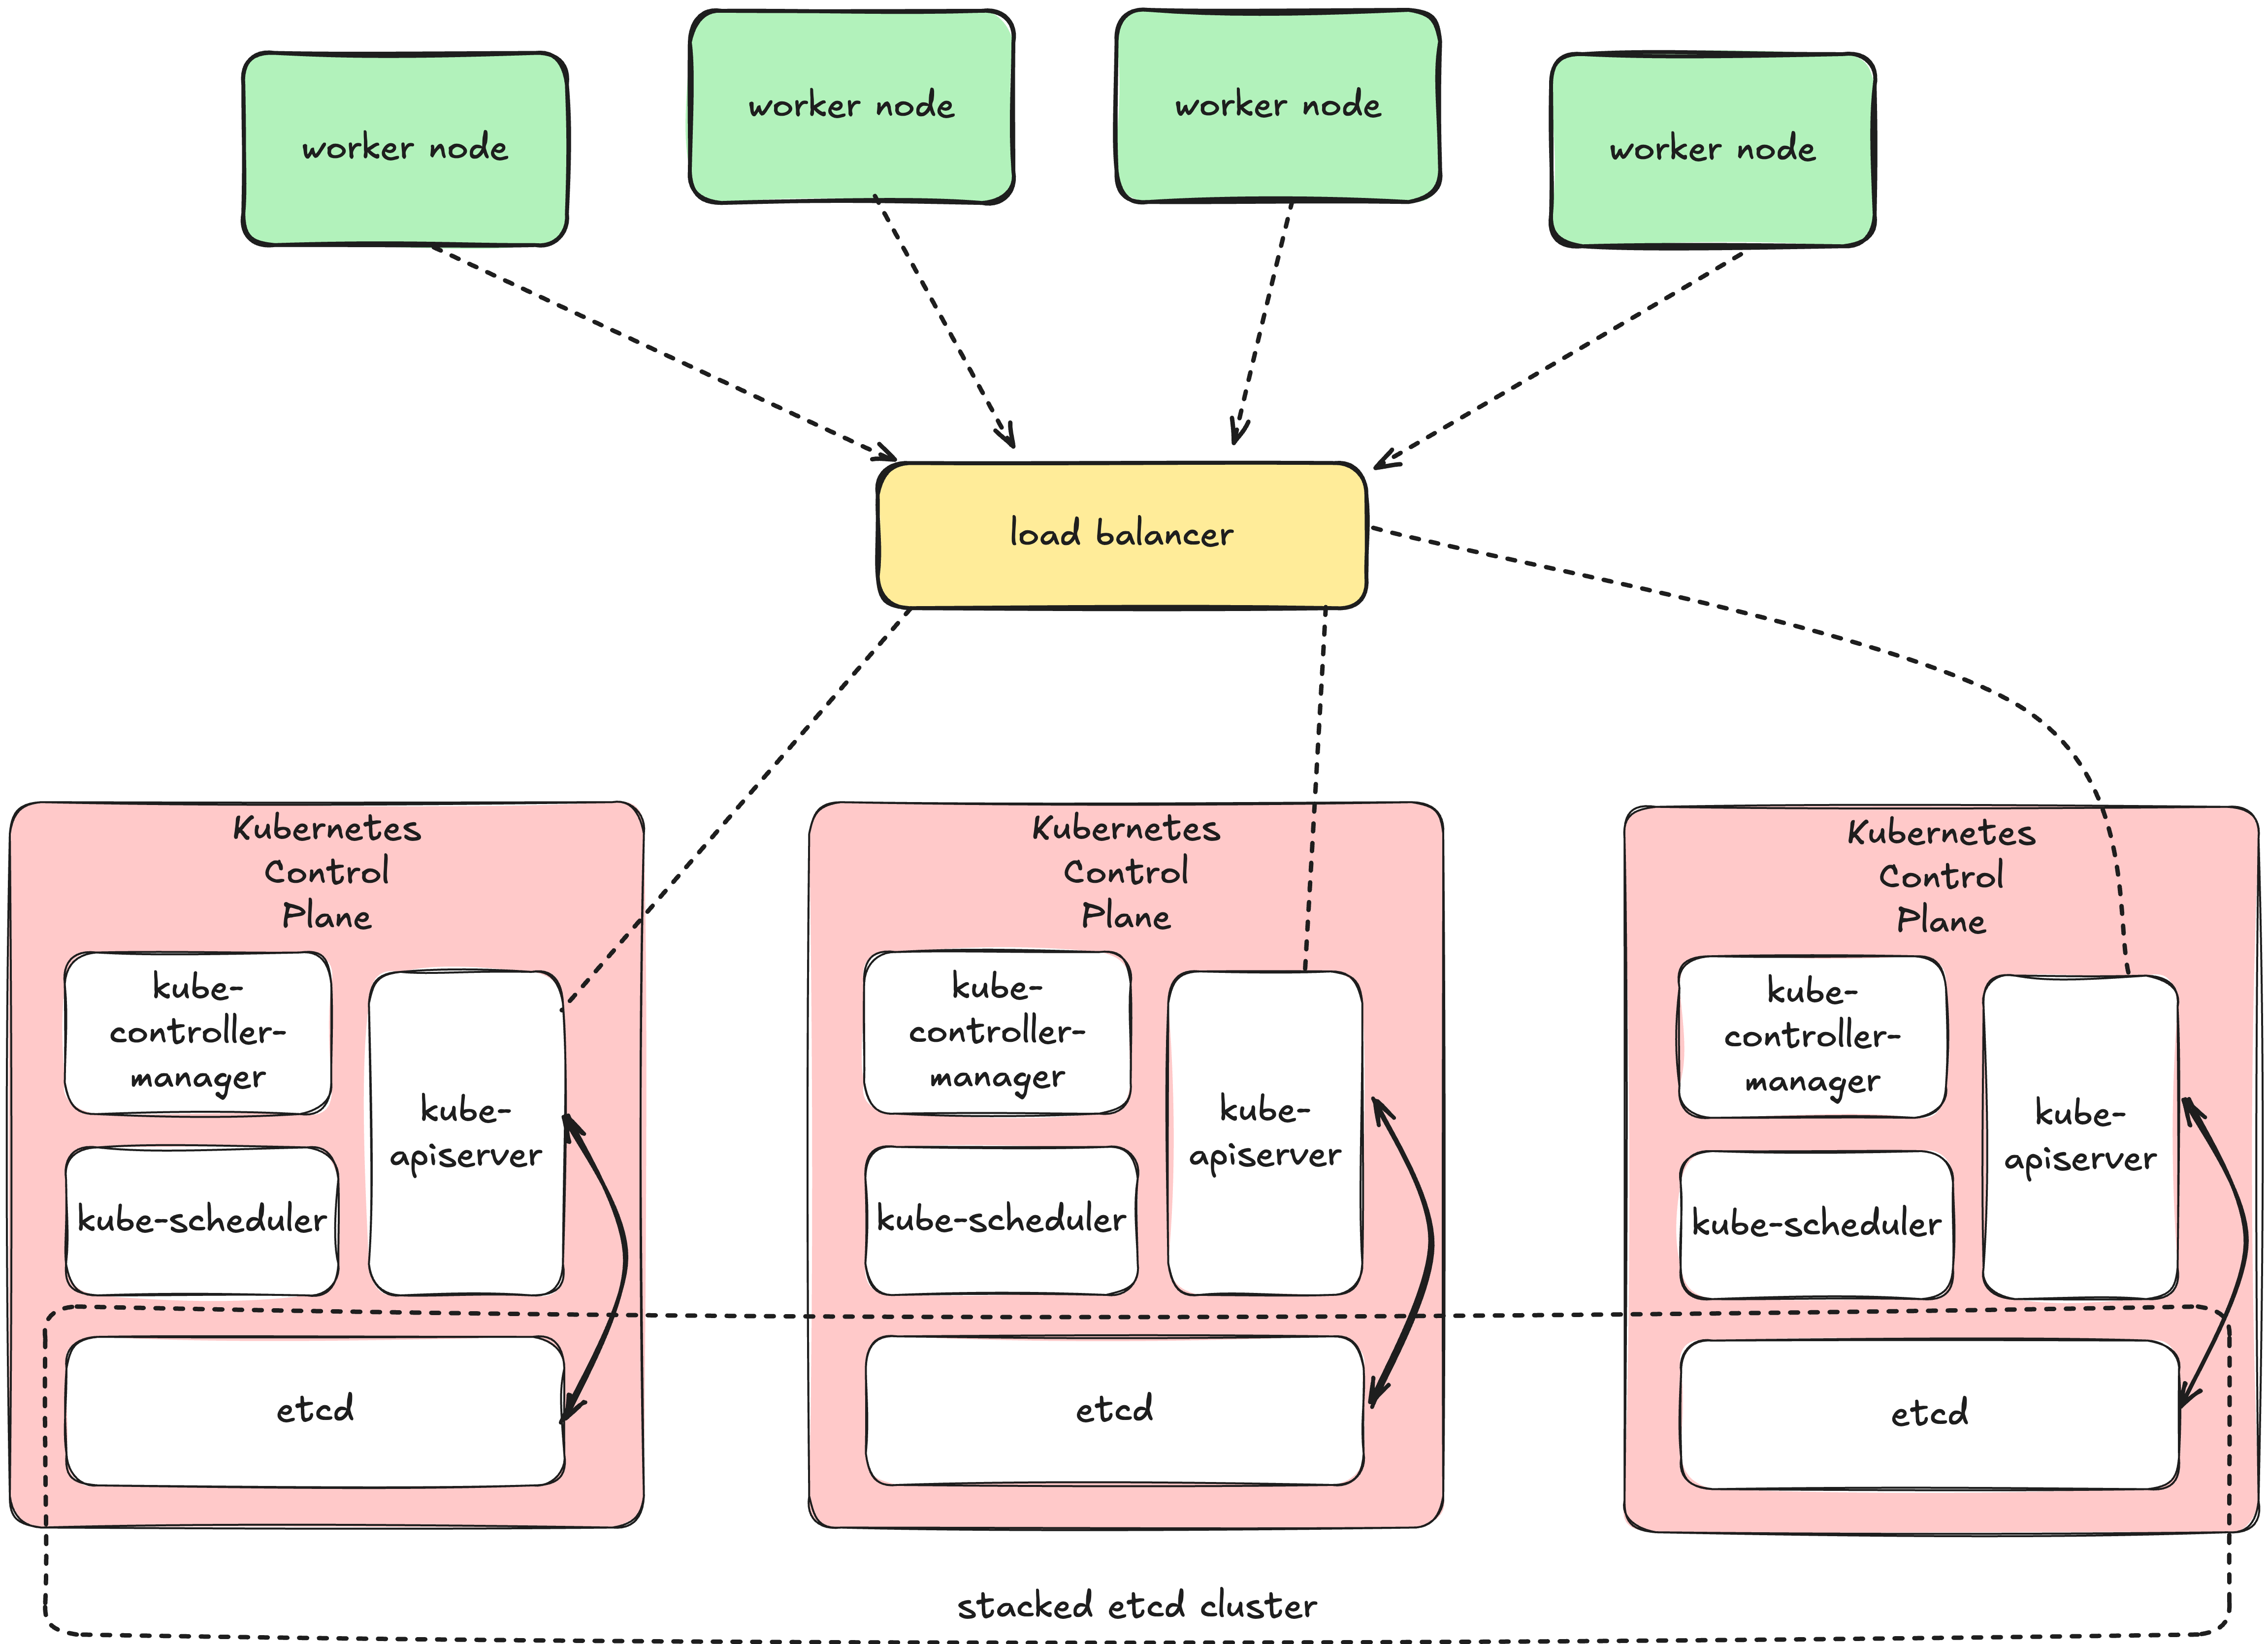 worker node
worker node
worker node
worker node
load balancer
Kubernetes
Control
Plane
kube-
controller-
manager
kube-
apiserver
kube-scheduler
etcd
Kubernetes
Control
Plane
kube-
controller-
manager
kube-
apiserver
kube-scheduler
etcd
Kubernetes
Control
Plane
kube-
controller-
manager
kube-
apiserver
kube-scheduler
etcd
stacked etcd cluster